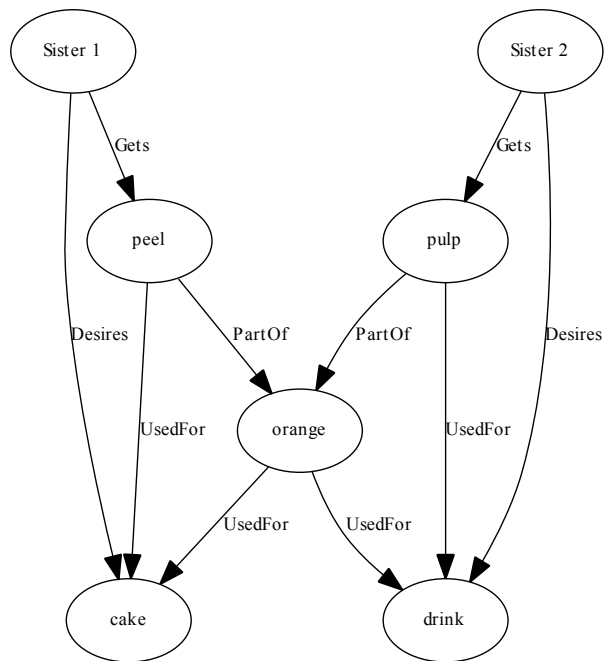 Sister 1
Sister 2
Gets
Gets
peel
pulp
Desires
PartOf
PartOf
Desires
UsedFor
orange
UsedFor
UsedFor
UsedFor
cake
drink